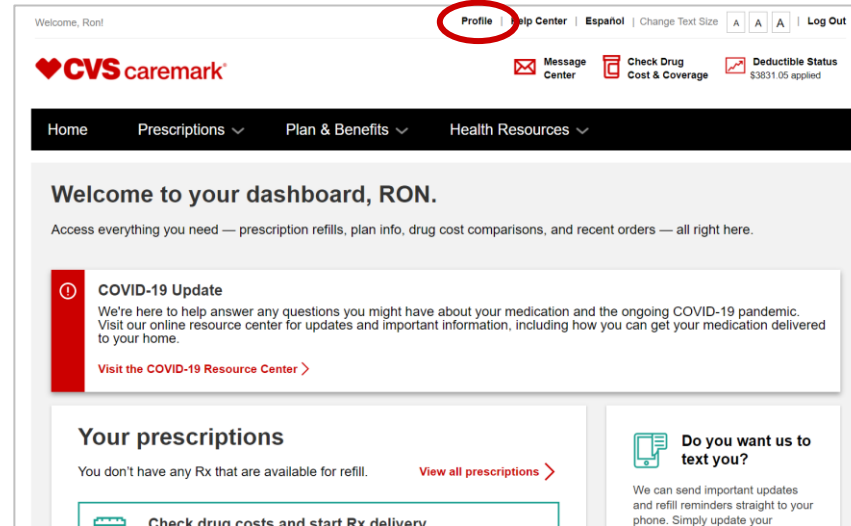 Welcome, Ron!
Profile | Help Center | Español | Change Text Size A A A | Log Out
CVS caremark®
Message Center
Check Drug Cost & Coverage
Deductible Status
$3831.05 applied
Home Prescriptions Plan & Benefits Health Resources
Welcome to your dashboard, RON.
Access everything you need — prescription refills, plan info, drug cost comparisons, and recent orders — all right here.
COVID-19 Update
We're here to help answer any questions you might have about your medication and the ongoing COVID-19 pandemic.
Visit our online resource center for updates and important information, including how you can get your medication delivered
to your home.
Visit the COVID-19 Resource Center
Your prescriptions
You don't have any Rx that are available for refill.
View all prescriptions
Check drug costs and start Rx delivery
Do you want us to
text you?
We can send important updates
and refill reminders straight to your
phone. Simply update your